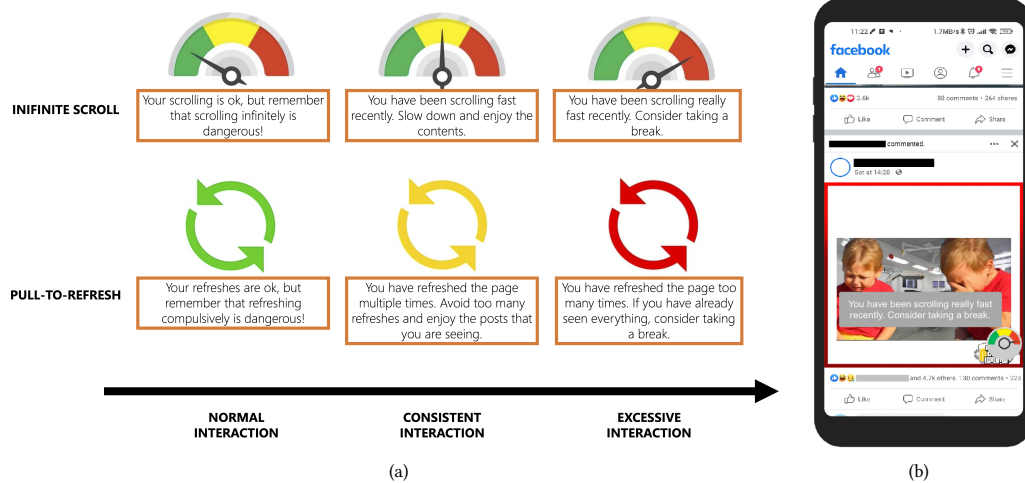 INIFINITE SCROLL
Your scrolling is ok, but remember
that scrolling infinitely is
dangerous!
You have been scrolling fast
recently. Slow down and enjoy the
contents.
You have been scrolling really
fast recently. Consider taking a
break.
PULL-TO-REFRESH
Your refreshes are ok, but
remember that refreshing
compulsively is dangerous!
You have refreshed the page
multiple times. Avoid too many
refreshes and enjoy the posts that
you are seeing.
You have refreshed the page too
many times. If you have already
seen everything, consider taking
a break.
NORMAL
INTERACTION
CONSISTENT
INTERACTION
EXCESSIVE
INTERACTION
(a)
11:22 1.7MB/s
facebook
3.6k 88 comments • 264 shares
Like Comment Share
commented.
Sat at 14:28
You have been scrolling really fast
recently. Consider taking a break.
and 4.7k others 130 comments • 223
Like Comment Share
(b)